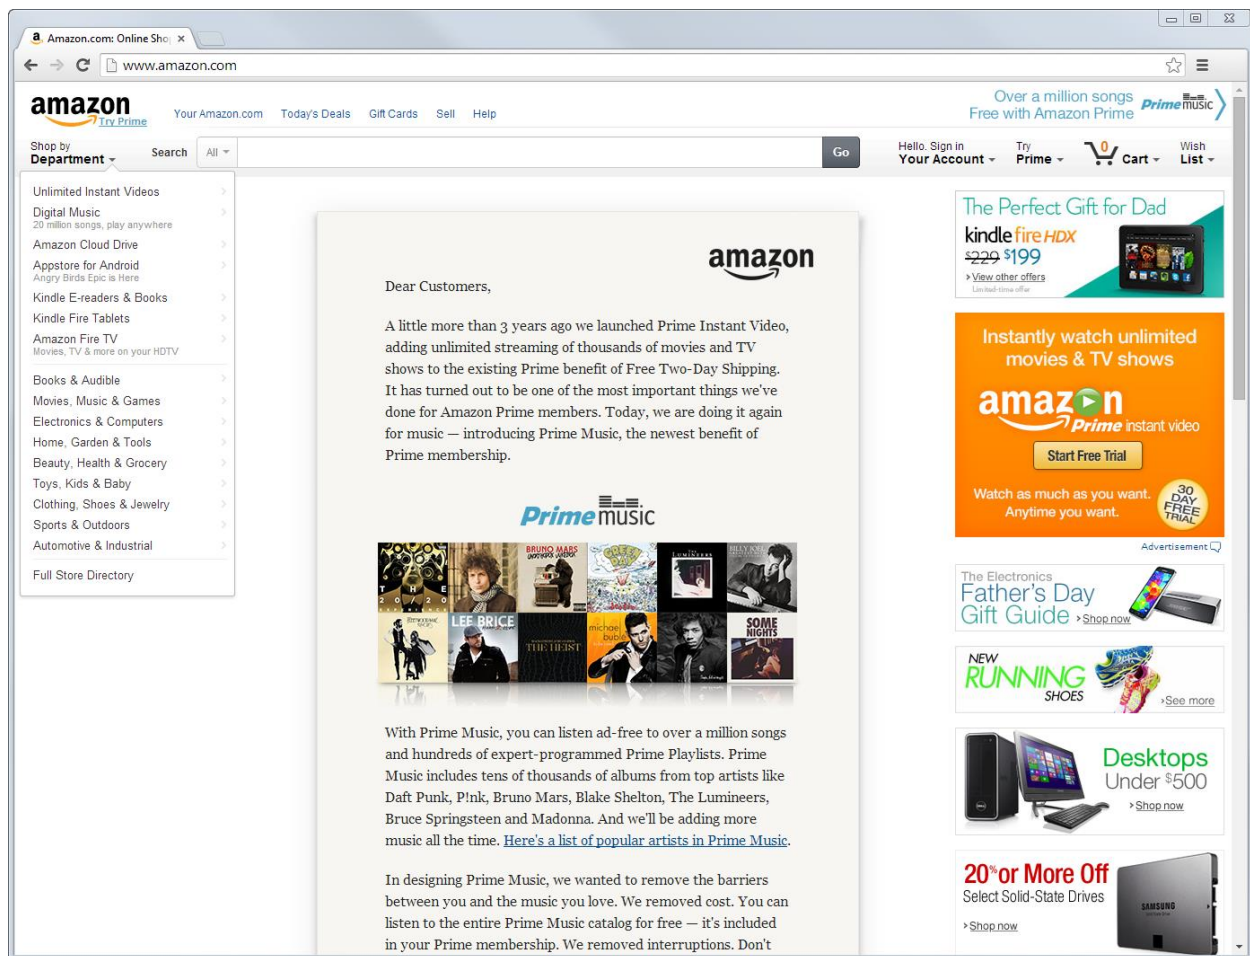 Amazon.com: Online Sho
www.amazon.com
amazon
Try Prime
Your Amazon.com Today's Deals Gift Cards Sell Help
Over a million songs
Free with Amazon Prime
Prime music
Shop by
Department
Search All
Go
Hello. Sign in
Your Account
Try
Prime
0
Cart
Wish
List
Unlimited Instant Videos
Digital Music
20 million songs, play anywhere
Amazon Cloud Drive
Appstore for Android
Angry Birds Epic is Here
Kindle E-readers & Books
Kindle Fire Tablets
Amazon Fire TV
Movies, TV & more on your HDTV
Books & Audible
Movies, Music & Games
Electronics & Computers
Home, Garden & Tools
Beauty, Health & Grocery
Toys, Kids & Baby
Clothing, Shoes & Jewelry
Sports & Outdoors
Automotive & Industrial
Full Store Directory
amazon
Dear Customers,
A little more than 3 years ago we launched Prime Instant Video,
adding unlimited streaming of thousands of movies and TV
shows to the existing Prime benefit of Free Two-Day Shipping.
It has turned out to be one of the most important things we've
done for Amazon Prime members. Today, we are doing it again
for music — introducing Prime Music, the newest benefit of
Prime membership.
Prime music
THE
20/20
EXPERIENCE
BRUNO MARS
GREEN DAY
THE LUMINEERS
BILLY JOEL
LEE BRICE
THE HEIST
michael
bublé
SOME
NIGHTS
With Prime Music, you can listen ad-free to over a million songs
and hundreds of expert-programmed Prime Playlists. Prime
Music includes tens of thousands of albums from top artists like
Daft Punk, P!nk, Bruno Mars, Blake Shelton, The Lumineers,
Bruce Springsteen and Madonna. And we'll be adding more
music all the time. Here's a list of popular artists in Prime Music.
In designing Prime Music, we wanted to remove the barriers
between you and the music you love. We removed cost. You can
listen to the entire Prime Music catalog for free — it's included
in your Prime membership. We removed interruptions. Don't
The Perfect Gift for Dad
kindle fire HDX
$229 $199
› View other offers
Limited-time offer
Instantly watch unlimited
movies & TV shows
amazon
Prime instant video
Start Free Trial
Watch as much as you want.
Anytime you want.
30
DAY
FREE
TRIAL
Advertisement
The Electronics
Father's Day
Gift Guide › Shop now
NEW
RUNNING
SHOES
› See more
Desktops
Under $500
› Shop now
20% or More Off
Select Solid-State Drives
› Shop now
SAMSUNG